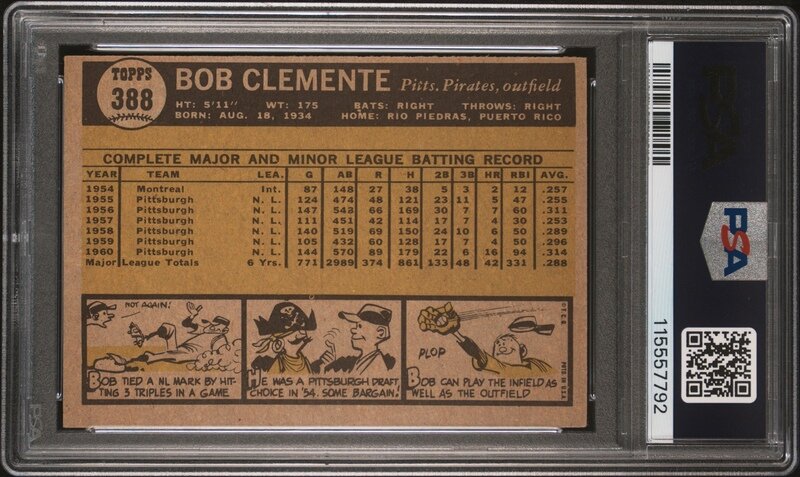 TOPPS
388
BOB CLEMENTE Pitts. Pirates, outfield
HT: 5'11" WT: 175 BATS: RIGHT THROWS: RIGHT
BORN: AUG. 18, 1934 HOME: RIO PIEDRAS, PUERTO RICO
COMPLETE MAJOR AND MINOR LEAGUE BATTING RECORD
YEAR TEAM LEA. G AB R H 2B 3B HR RBI AVG.
1954 Montreal Int. 87 148 27 38 5 3 2 12 .257
1955 Pittsburgh N. L. 124 474 48 121 23 11 5 47 .255
1956 Pittsburgh N. L. 147 543 66 169 30 7 7 60 .311
1957 Pittsburgh N. L. 111 451 42 114 17 7 4 30 .253
1958 Pittsburgh N. L. 140 519 69 150 24 10 6 50 .289
1959 Pittsburgh N. L. 105 432 60 128 17 7 4 50 .296
1960 Pittsburgh N. L. 144 570 89 179 22 6 16 94 .314
Major League Totals 6 Yrs. 771 2989 374 861 133 48 42 331 .288
NOT AGAIN!
BOB TIED A NL MARK BY HIT-
TING 3 TRIPLES IN A GAME
HE WAS A PITTSBURGH DRAFT
CHOICE IN '54. SOME BARGAIN!
PLOP
BOB CAN PLAY THE INFIELD AS
WELL AS THE OUTFIELD
© T.C.G.
PRTD. IN U.S.A.
PSA
PSA
115557792
PSA